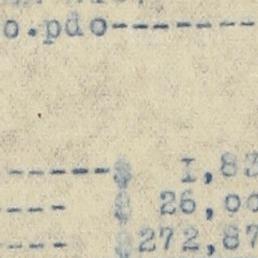 o.pdo--------
------$ I,83
--- $ 26,00
--- $ 272,87